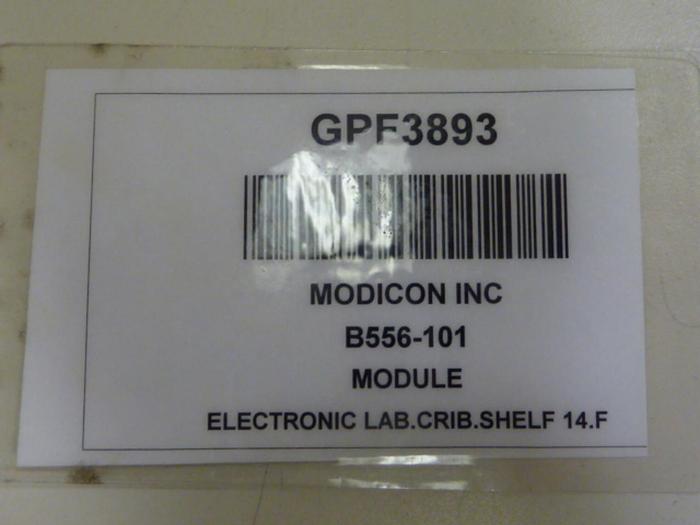 GPF3893
MODICON INC
B556-101
MODULE
ELECTRONIC LAB.CRIB.SHELF 14.F